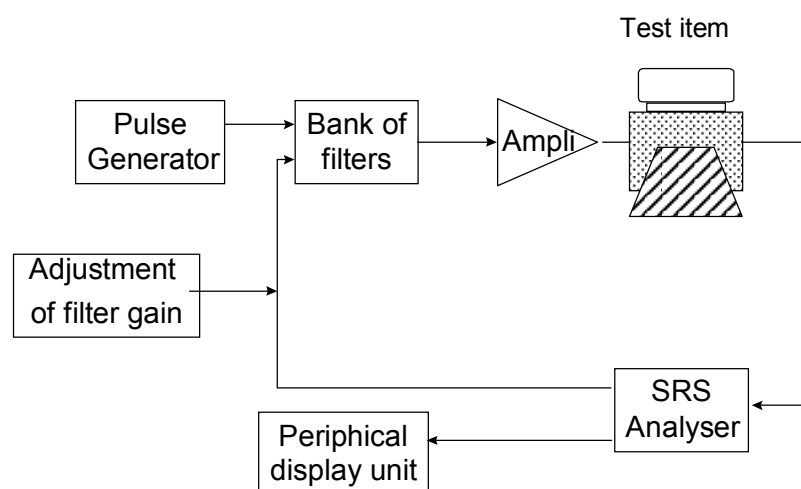 Test item
Pulse
Generator
Bank of
filters
Ampli
Adjustment
of filter gain
SRS
Analyser
Periphical
display unit